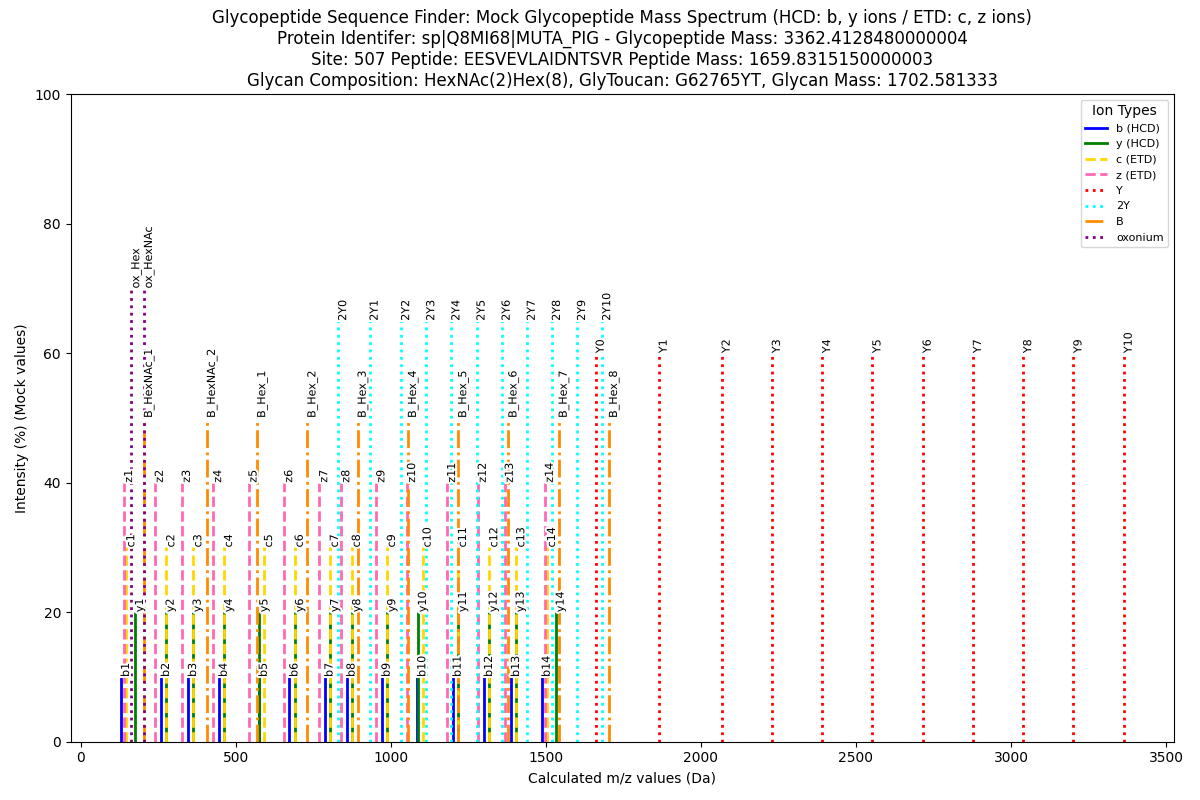 Glycopeptide Sequence Finder: Mock Glycopeptide Mass Spectrum (HCD: b, y ions / ETD: c, z ions)
Protein Identifer: sp|Q8MI68|MUTA_PIG - Glycopeptide Mass: 3362.4128480000004
Site: 507 Peptide: EESVEVLAIDNTSVR Peptide Mass: 1659.8315150000003
Glycan Composition: HexNAc(2)Hex(8), GlyToucan: G62765YT, Glycan Mass: 1702.581333
Intensity (%) (Mock values)
100
80
60
40
20
0
Ion Types
b (HCD)
y (HCD)
c (ETD)
z (ETD)
Y
2Y
B
oxonium
ox_Hex
ox_HexNAc
2Y0
2Y1
2Y2
2Y3
2Y4
2Y5
2Y6
2Y7
2Y8
2Y9
2Y10
Y0
Y1
Y2
Y3
Y4
Y5
Y6
Y7
Y8
Y9
Y10
B_HexNAc_1
B_HexNAc_2
B_Hex_1
B_Hex_2
B_Hex_3
B_Hex_4
B_Hex_5
B_Hex_6
B_Hex_7
B_Hex_8
z1
z2
z3
z4
z5
z6
z7
z8
z9
z10
z11
z12
z13
z14
c1
c2
c3
c4
c5
c6
c7
c8
c9
c10
c11
c12
c13
c14
y1
y2
y3
y4
y5
y6
y7
y8
y9
y10
y11
y12
y13
y14
b1
b2
b3
b4
b5
b6
b7
b8
b9
b10
b11
b12
b13
b14
0
500
1000
1500
2000
2500
3000
3500
Calculated m/z values (Da)